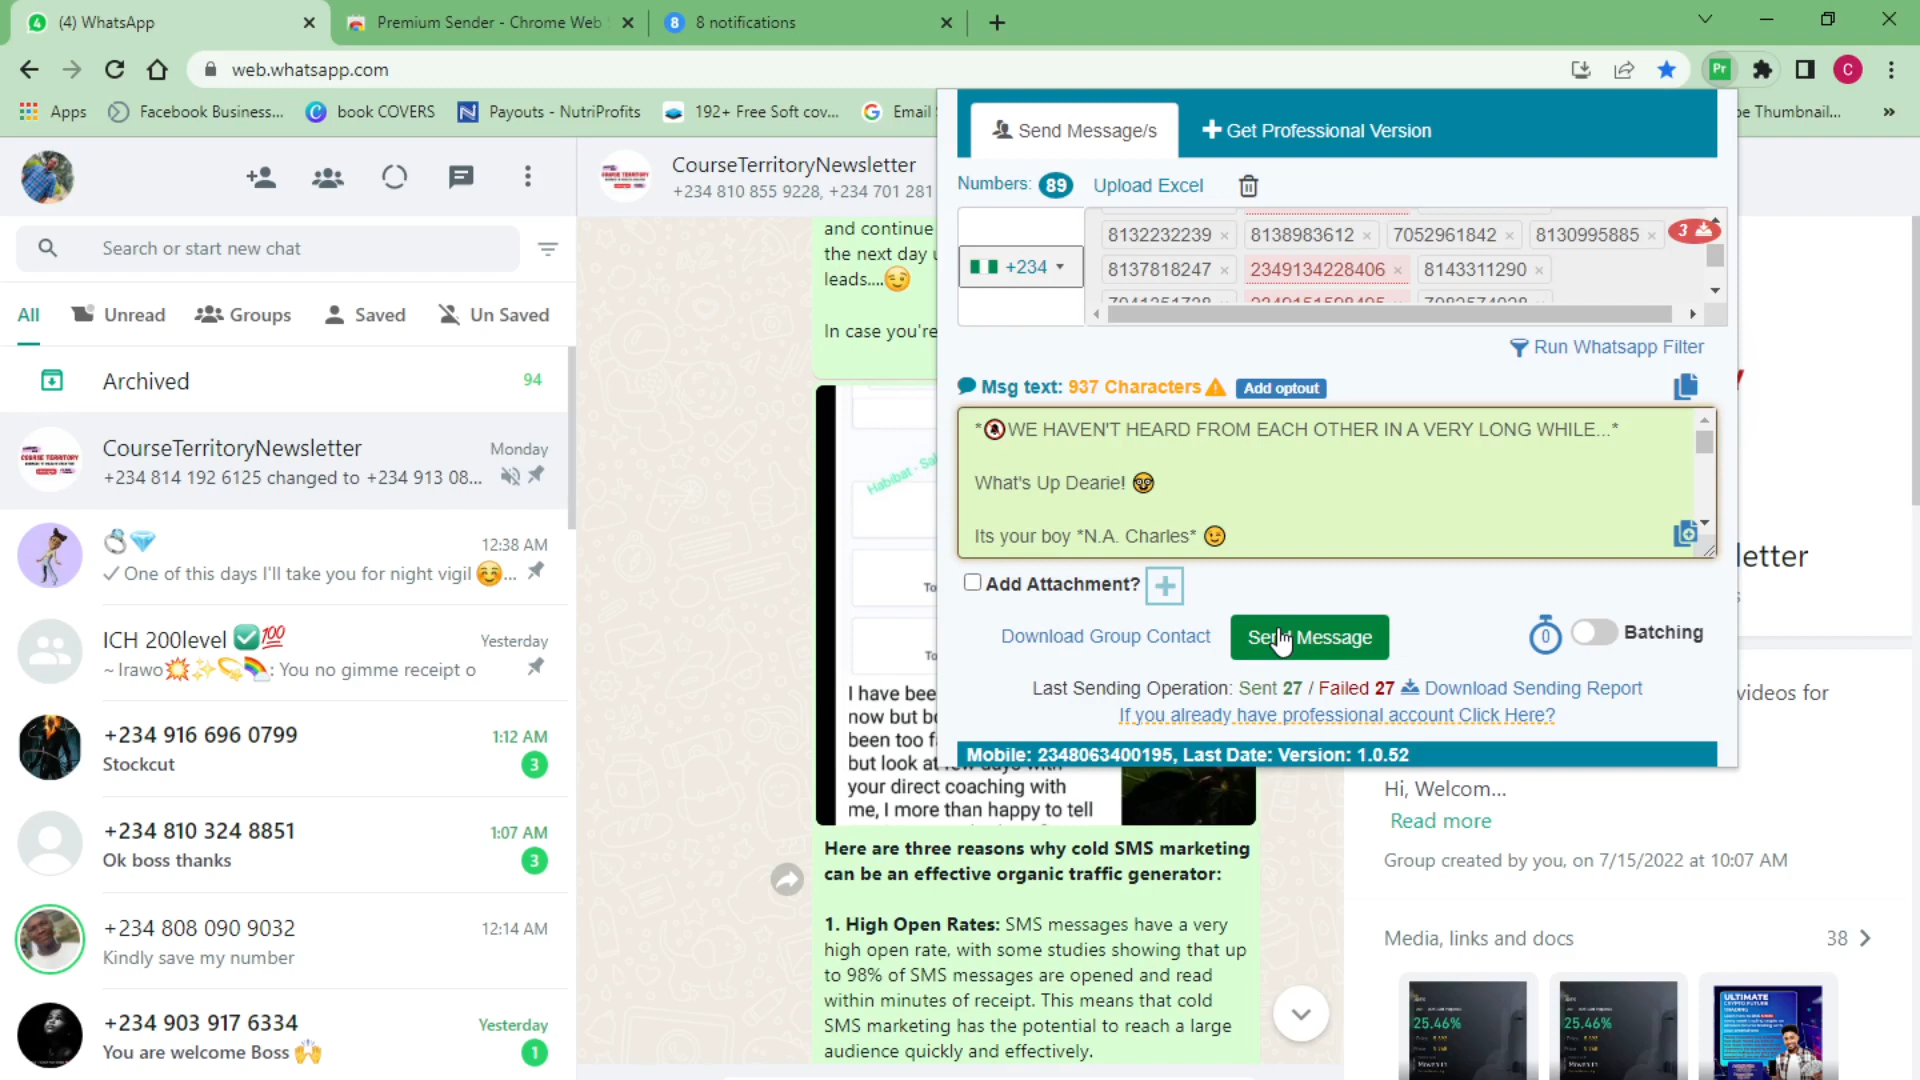 (4) WhatsApp
Premium Sender - Chrome Web
8 notifications
web.whatsapp.com
Apps
Facebook Business...
book COVERS
Payouts - NutriProfits
192+ Free Soft cov...
Email
be Thumbnail...
Search or start new chat
All
Unread
Groups
Saved
Un Saved
Archived
94
CourseTerritoryNewsletter
Monday
+234 814 192 6125 changed to +234 913 08...
💍💎
12:38 AM
✓ One of this days I'll take you for night vigil ☺️...
ICH 200level ✅💯
Yesterday
~ Irawo💥✨💫🌈: You no gimme receipt o
+234 916 696 0799
1:12 AM
Stockcut
3
+234 810 324 8851
1:07 AM
Ok boss thanks
3
+234 808 090 9032
12:14 AM
Kindly save my number
+234 903 917 6334
Yesterday
You are welcome Boss 🙌
1
CourseTerritoryNewsletter
+234 810 855 9228, +234 701 281
and continue
the next day
leads....😉
In case you're
I have bee
now but
been too
but look at few days with
your direct coaching with
me, I more than happy to tell
Here are three reasons why cold SMS marketing
can be an effective organic traffic generator:
1. High Open Rates: SMS messages have a very
high open rate, with some studies showing that up
to 98% of SMS messages are opened and read
within minutes of receipt. This means that cold
SMS marketing has the potential to reach a large
audience quickly and effectively.
Send Message/s
Get Professional Version
Numbers: 89 Upload Excel
+234
8132232239 × 8138983612 × 7052961842 × 8130995885 ×
3
8137818247 × 2349134228406 × 8143311290 ×
Run Whatsapp Filter
Msg text: 937 Characters Add optout
*🔕WE HAVEN'T HEARD FROM EACH OTHER IN A VERY LONG WHILE...*
What's Up Dearie! 🤓
Its your boy *N.A. Charles* 😉
Add Attachment?
Download Group Contact
Send Message
0
Batching
Last Sending Operation: Sent 27 / Failed 27 Download Sending Report
If you already have professional account Click Here?
Mobile: 2348063400195, Last Date: Version: 1.0.52
letter
videos for
Hi, Welcom...
Read more
Group created by you, on 7/15/2022 at 10:07 AM
Media, links and docs
38
25.46%
25.46%
ULTIMATE